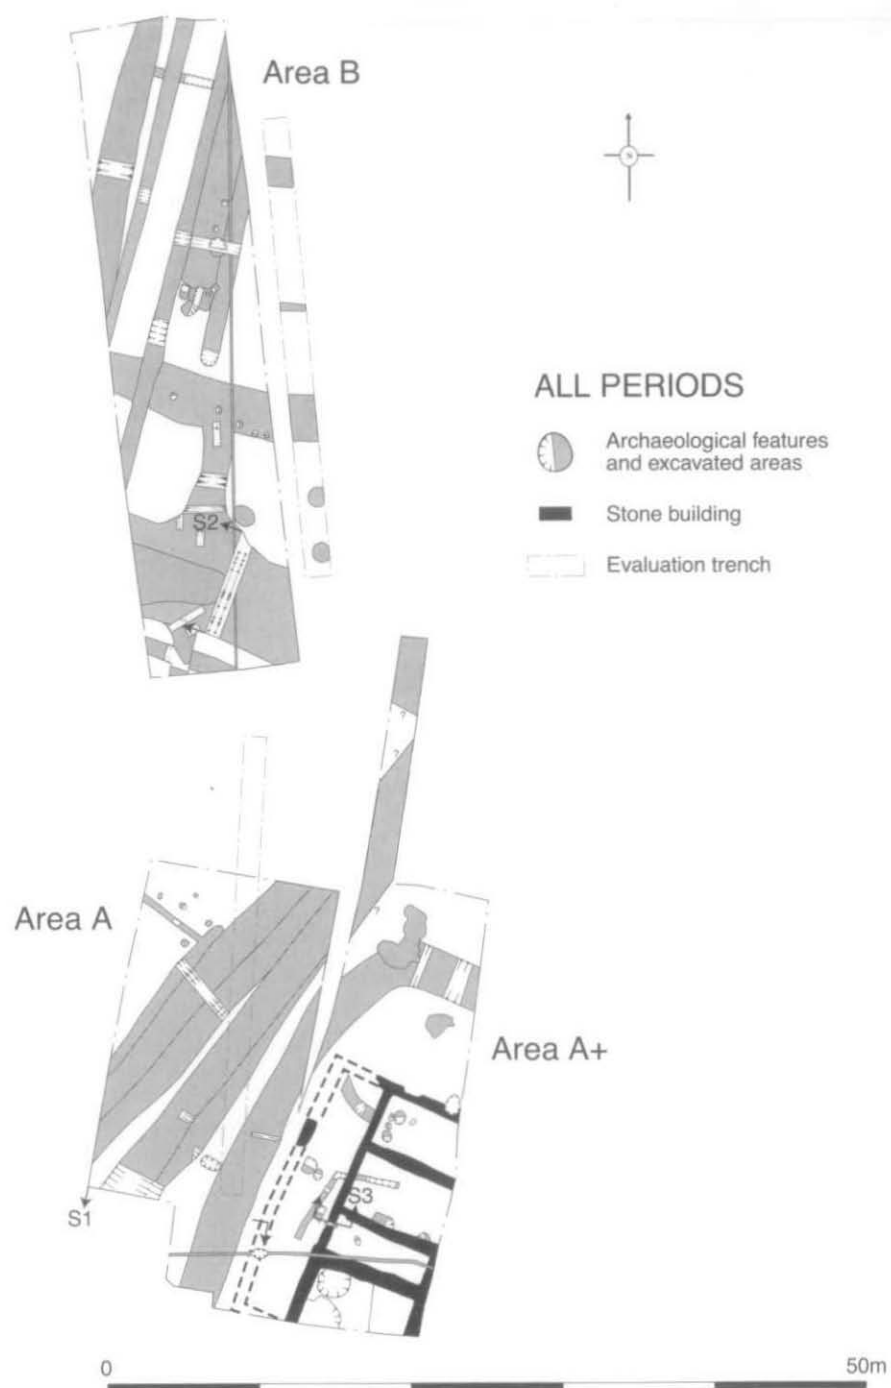 Area B
N
ALL PERIODS
Archaeological features
and excavated areas
Stone building
S2
Evaluation trench
?
?
Area A
?
Area A+
S3
S1
0
50m